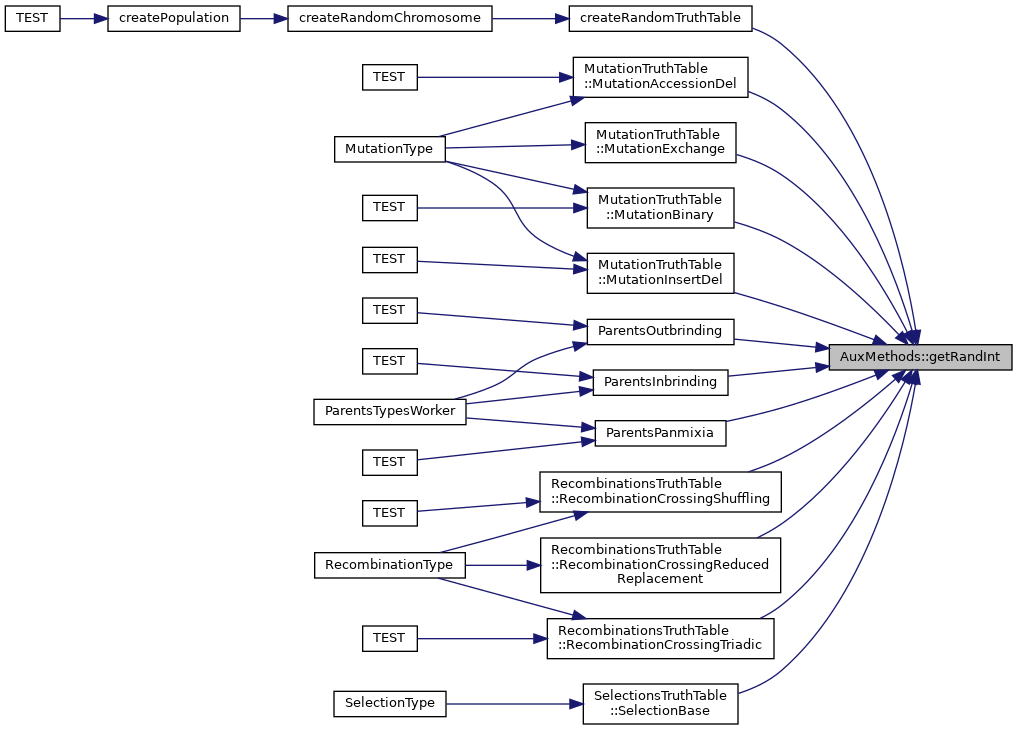 TEST
createPopulation
createRandomChromosome
createRandomTruthTable
TEST
MutationTruthTable
::MutationAccessionDel
MutationType
MutationTruthTable
::MutationExchange
TEST
MutationTruthTable
::MutationBinary
TEST
MutationTruthTable
::MutationInsertDel
TEST
ParentsOutbrinding
AuxMethods::getRandInt
TEST
ParentsInbrinding
ParentsTypesWorker
ParentsPanmixia
TEST
RecombinationsTruthTable
::RecombinationCrossingShuffling
TEST
RecombinationType
RecombinationsTruthTable
::RecombinationCrossingReduced
Replacement
TEST
RecombinationsTruthTable
::RecombinationCrossingTriadic
SelectionType
SelectionsTruthTable
::SelectionBase